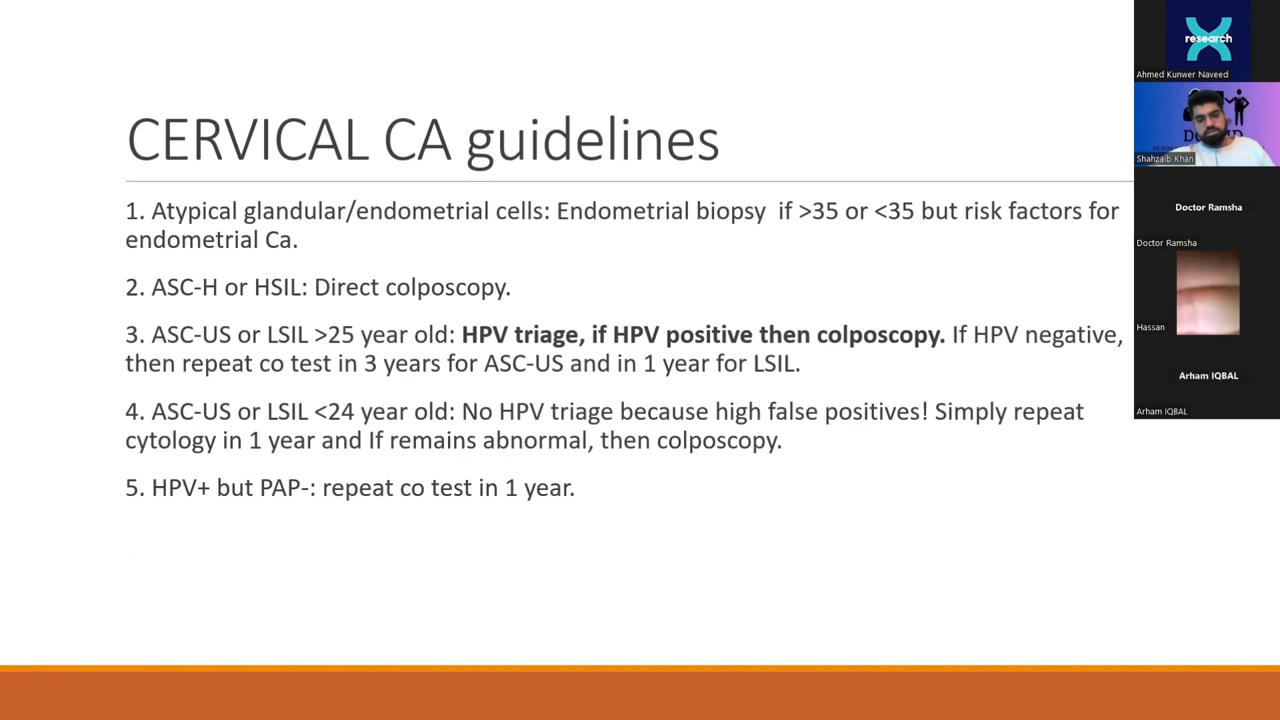 CERVICAL CA guidelines
1. Atypical glandular/endometrial cells: Endometrial biopsy if >35 or <35 but risk factors for
endometrial Ca.
2. ASC-H or HSIL: Direct colposcopy.
3. ASC-US or LSIL >25 year old: HPV triage, if HPV positive then colposcopy. If HPV negative,
then repeat co test in 3 years for ASC-US and in 1 year for LSIL.
4. ASC-US or LSIL <24 year old: No HPV triage because high false positives! Simply repeat
cytology in 1 year and If remains abnormal, then colposcopy.
5. HPV+ but PAP-: repeat co test in 1 year.
research
Ahmed Kunwer Naveed
Shahzaib Khan
Doctor Ramsha
Doctor Ramsha
Hassan
Arham IQBAL
Arham IQBAL